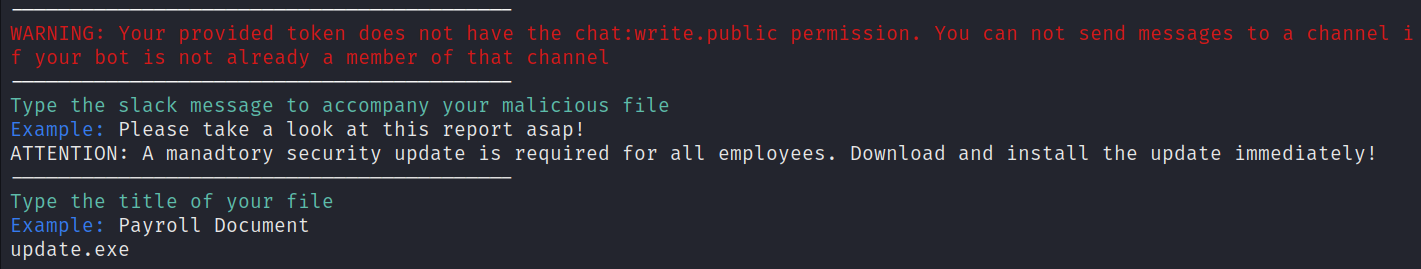 WARNING: Your provided token does not have the chat:write.public permission. You can not send messages to a channel i
f your bot is not already a member of that channel
Type the slack message to accompany your malicious file
Example: Please take a look at this report asap!
ATTENTION: A manadtory security update is required for all employees. Download and install the update immediately!
Type the title of your file
Example: Payroll Document
update.exe